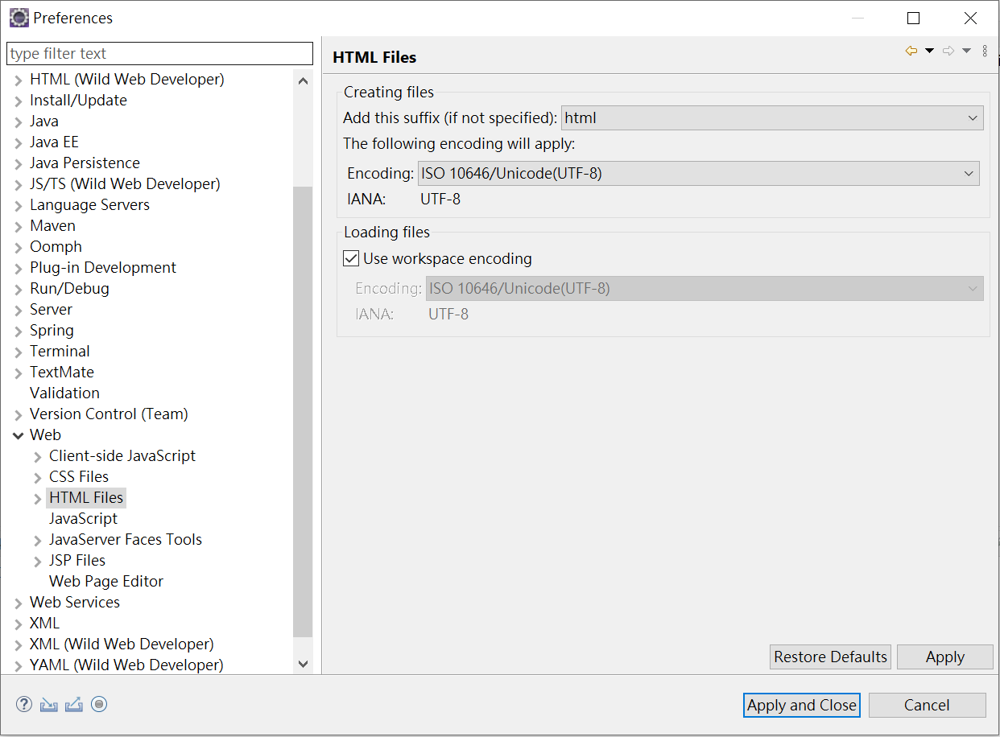 Preferences
type filter text
HTML (Wild Web Developer)
Install/Update
Java
Java EE
Java Persistence
JS/TS (Wild Web Developer)
Language Servers
Maven
Oomph
Plug-in Development
Run/Debug
Server
Spring
Terminal
TextMate
Validation
Version Control (Team)
Web
Client-side JavaScript
CSS Files
HTML Files
JavaScript
JavaServer Faces Tools
JSP Files
Web Page Editor
Web Services
XML
XML (Wild Web Developer)
YAML (Wild Web Developer)
HTML Files
Creating files
Add this suffix (if not specified): html
The following encoding will apply:
Encoding: ISO 10646/Unicode(UTF-8)
IANA: UTF-8
Loading files
Use workspace encoding
Encoding: ISO 10646/Unicode(UTF-8)
IANA: UTF-8
Restore Defaults Apply
Apply and Close Cancel